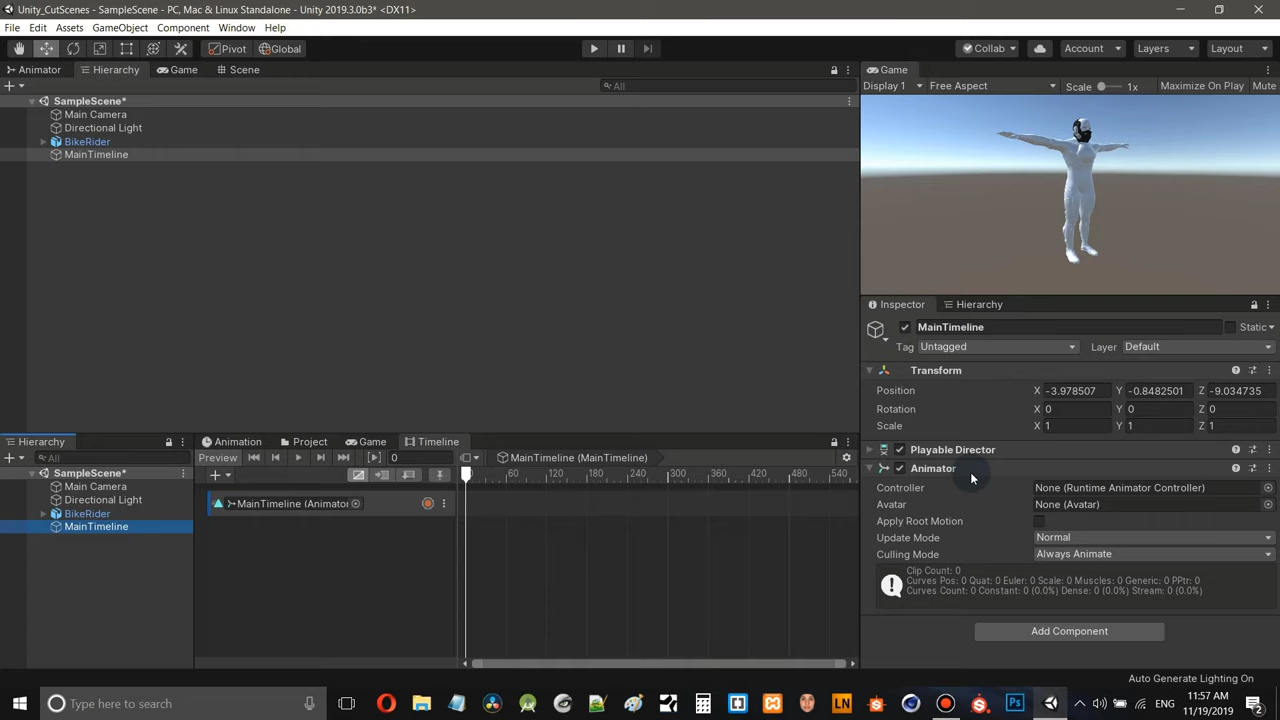 Unity_CutScenes - SampleScene - PC, Mac & Linux Standalone - Unity 2019.3.0b3* <DX11>
File Edit Assets GameObject Component Window Help
Pivot Global Collab Account Layers Layout
Animator Hierarchy Game Scene
All
SampleScene*
Main Camera
Directional Light
BikeRider
MainTimeline
Game
Display 1 Free Aspect Scale 1x Maximize On Play Mute
Inspector Hierarchy
MainTimeline Static
Tag Untagged Layer Default
Transform
Position X -3.978507 Y -0.8482501 Z -9.034735
Rotation X 0 Y 0 Z 0
Scale X 1 Y 1 Z 1
Playable Director
Animator
Controller None (Runtime Animator Controller)
Avatar None (Avatar)
Apply Root Motion
Update Mode Normal
Culling Mode Always Animate
Clip Count: 0
Curves Pos: 0 Quat: 0 Euler: 0 Scale: 0 Muscles: 0 Generic: 0 PPtr: 0
Curves Count: 0 Constant: 0 (0.0%) Dense: 0 (0.0%) Stream: 0 (0.0%)
Add Component
Hierarchy
All
SampleScene*
Main Camera
Directional Light
BikeRider
MainTimeline
Animation Project Game Timeline
Preview 0 MainTimeline (MainTimeline)
60 120 180 240 300 360 420 480 540
MainTimeline (Animator
Auto Generate Lighting On
Type here to search
LN
Ps
ENG
11:57 AM
11/19/2019
2